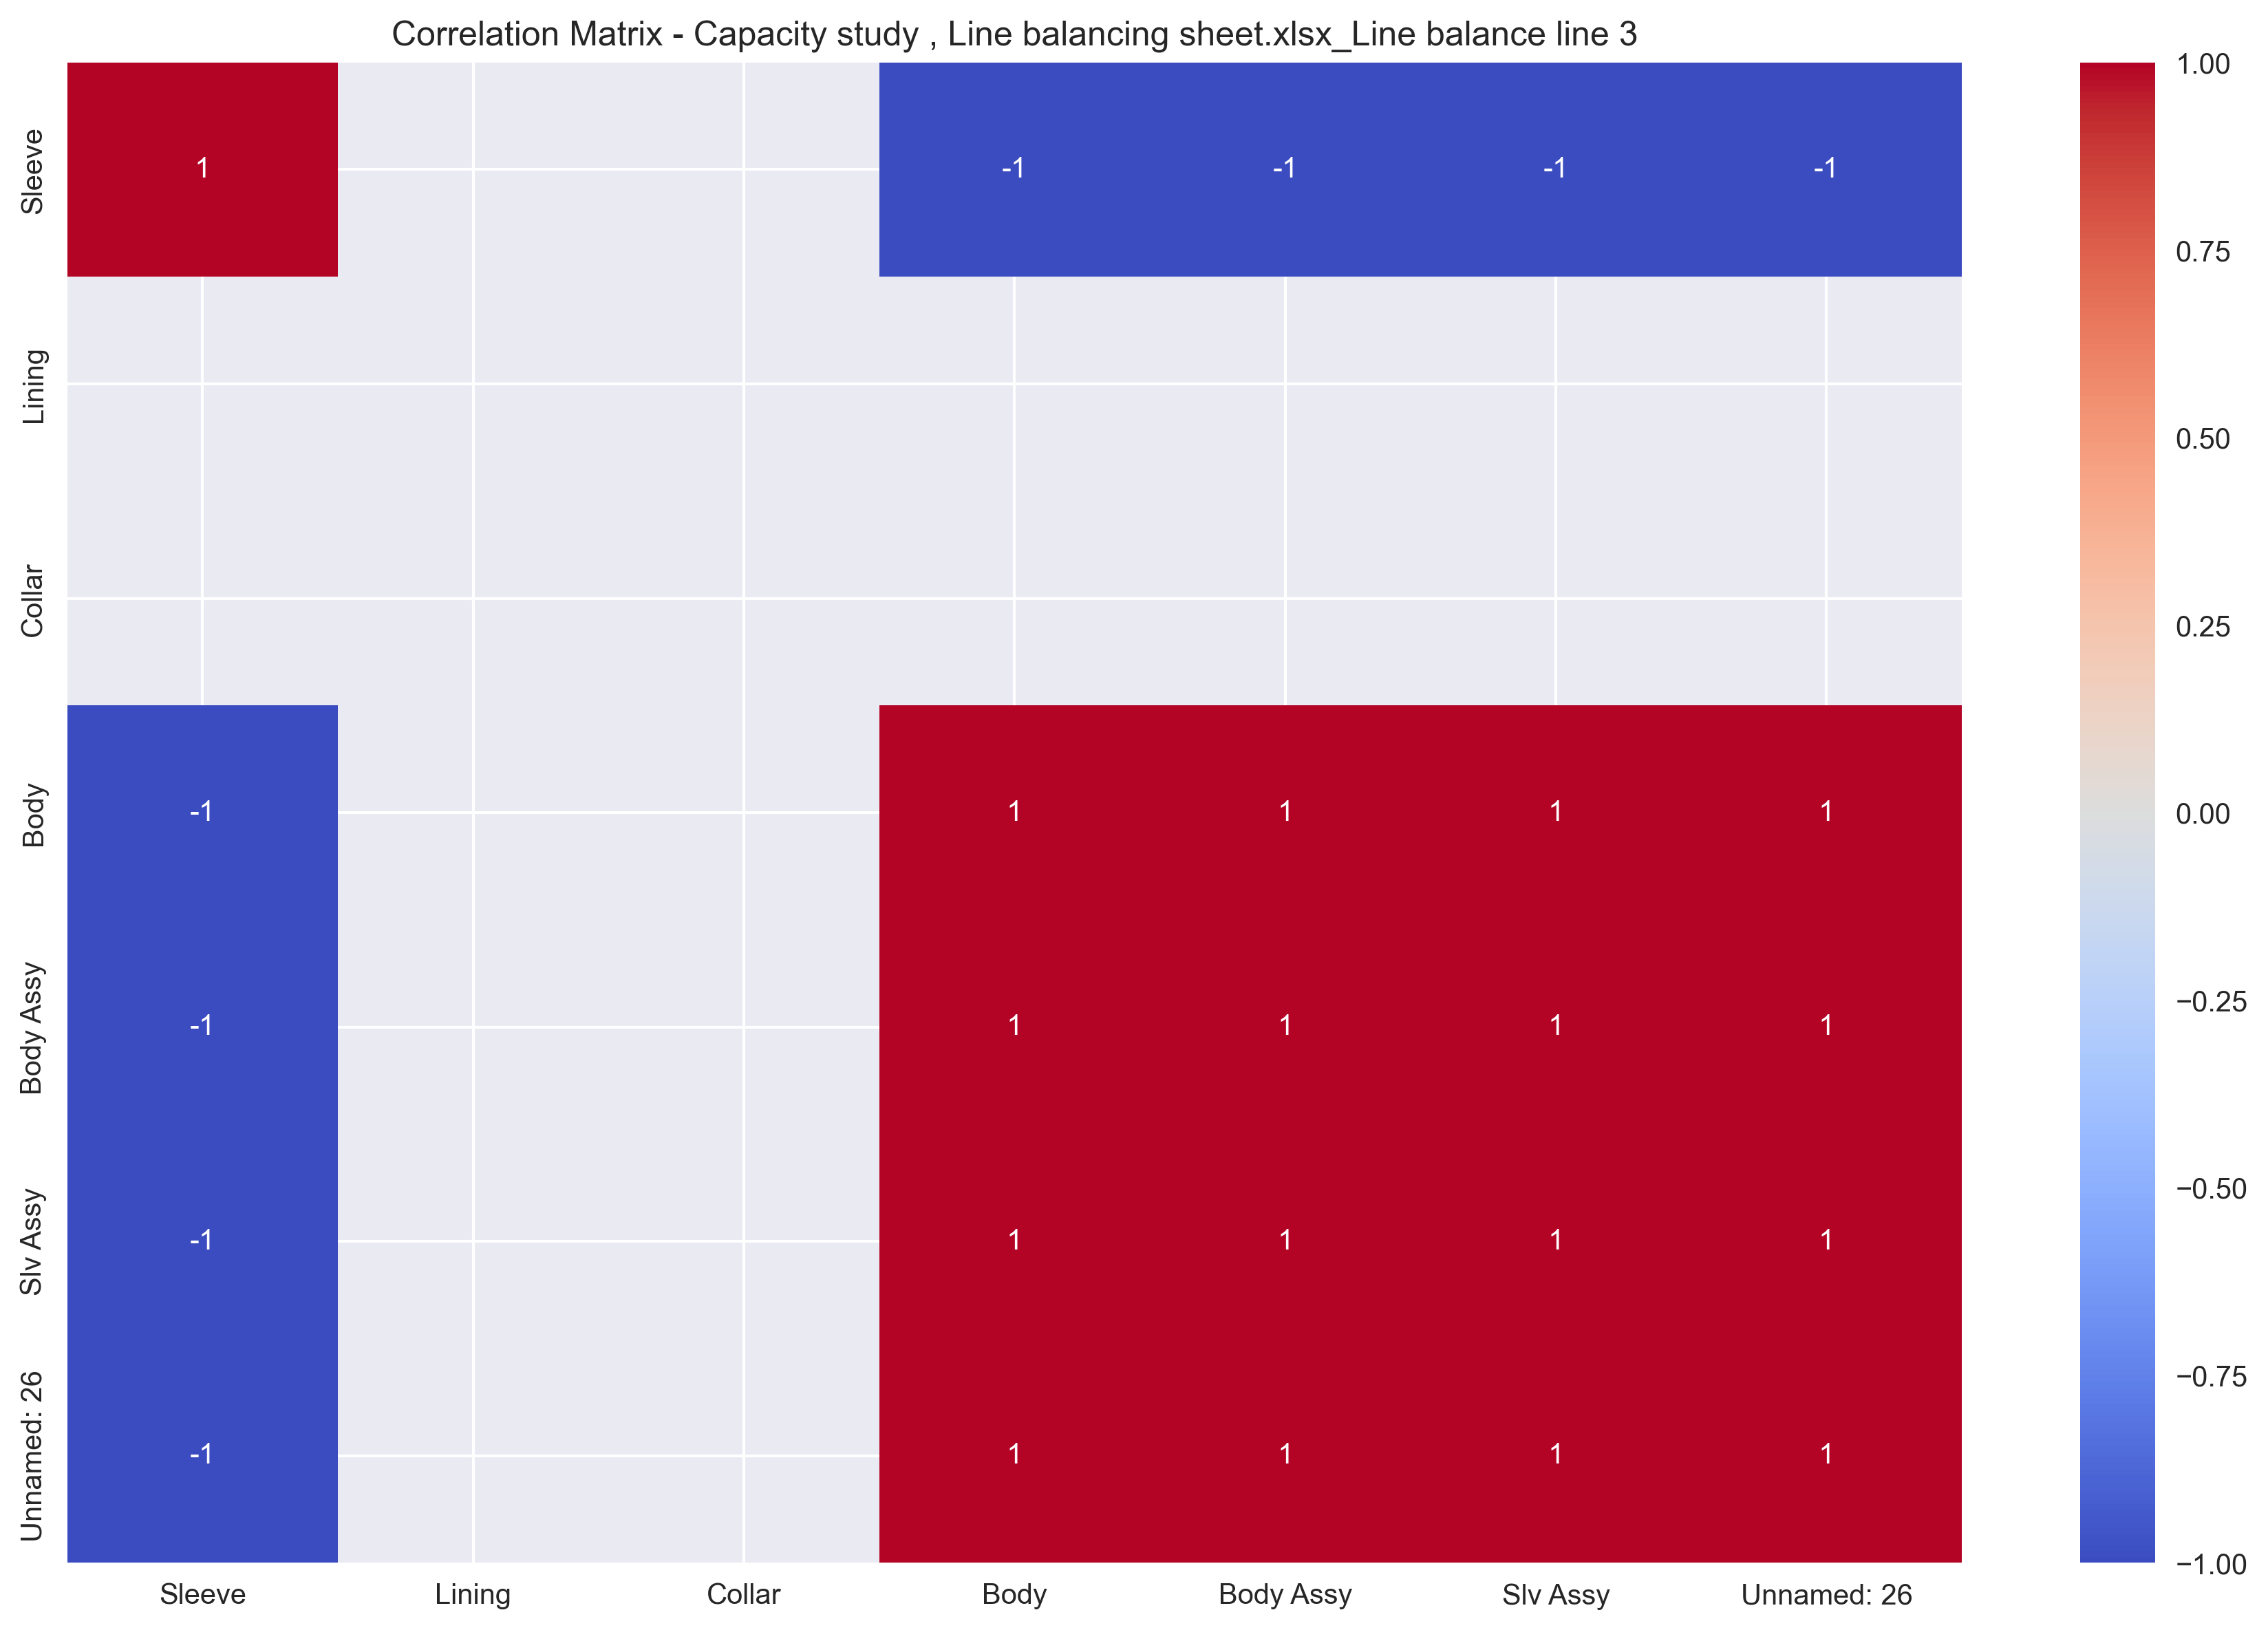 Correlation Matrix - Capacity study , Line balancing sheet.xlsx_Line balance line 3
Sleeve
1
-1
-1
-1
-1
Lining
Collar
Body
-1
1
1
1
1
Body Assy
-1
1
1
1
1
Slv Assy
-1
1
1
1
1
Unnamed: 26
-1
1
1
1
1
Sleeve
Lining
Collar
Body
Body Assy
Slv Assy
Unnamed: 26
1.00
0.75
0.50
0.25
0.00
−0.25
−0.50
−0.75
−1.00